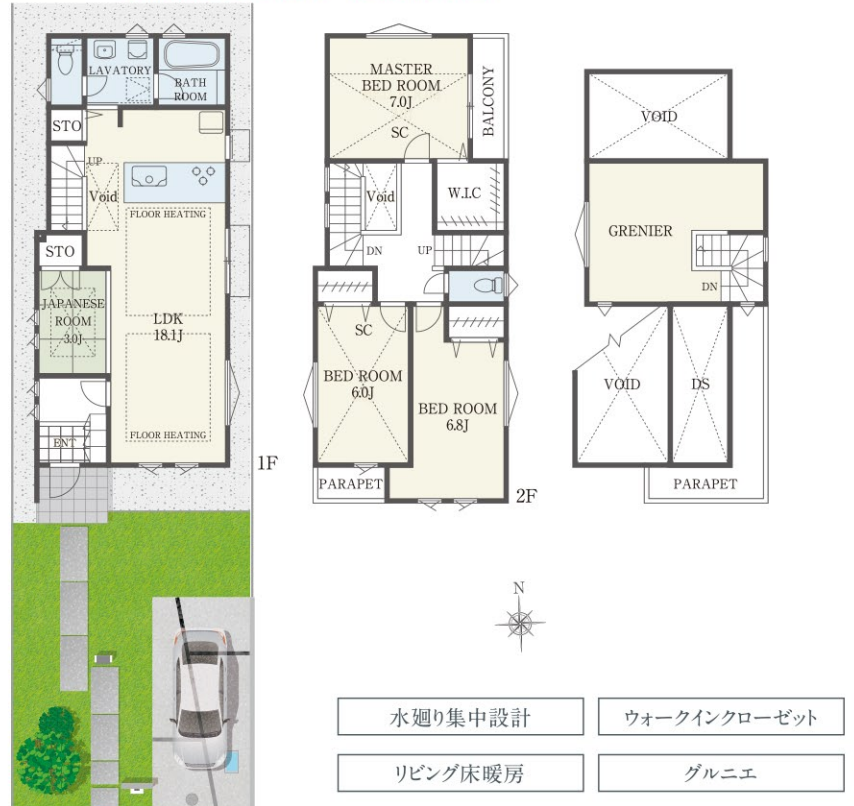 LAVATORY
BATH
ROOM
STO
UP
Void
FLOOR HEATING
STO
JAPANESE
ROOM
3.0J
LDK
18.1J
FLOOR HEATING
ENT
1F
MASTER
BED ROOM
7.0J
SC
BALCONY
Void
W.I.C
DN
UP
SC
BED ROOM
6.0J
BED ROOM
6.8J
PARAPET
2F
VOID
GRENIER
DN
VOID
DS
PARAPET
N
水廻り集中設計
ウォークインクローゼット
リビング床暖房
グルニエ